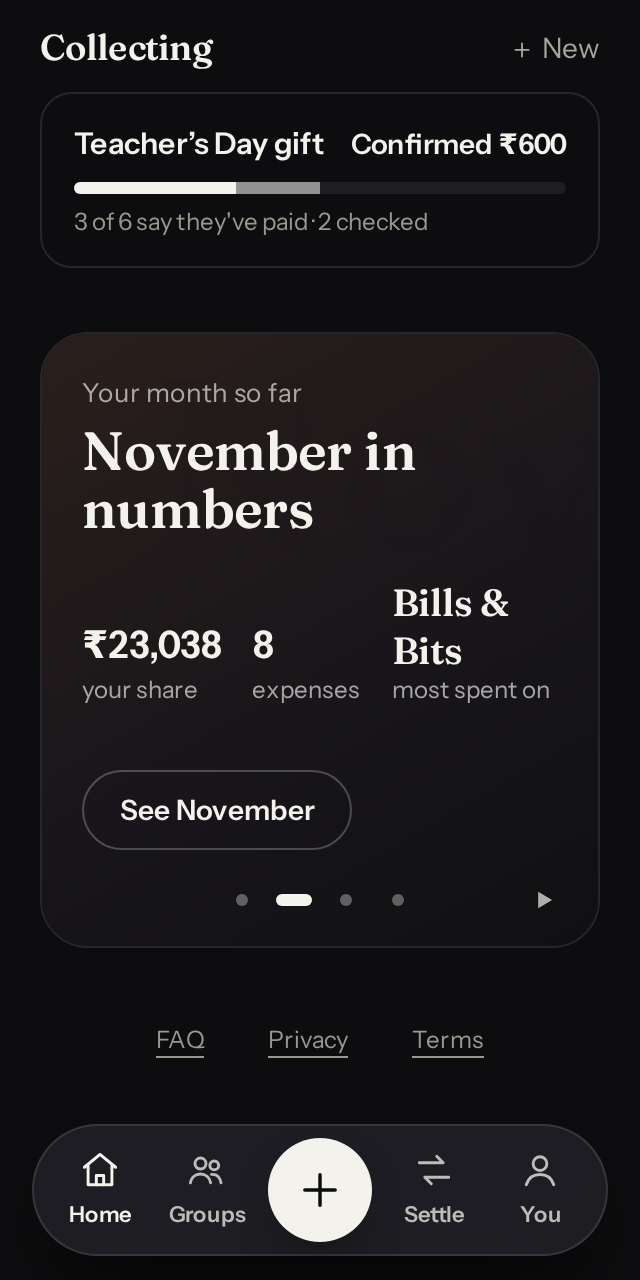 Collecting
+ New
Teacher’s Day gift
Confirmed ₹600
3 of 6 say they've paid · 2 checked
Your month so far
November in
numbers
₹23,038
your share
8
expenses
Bills &
Bits
most spent on
See November
FAQ
Privacy
Terms
Home
Groups
Settle
You